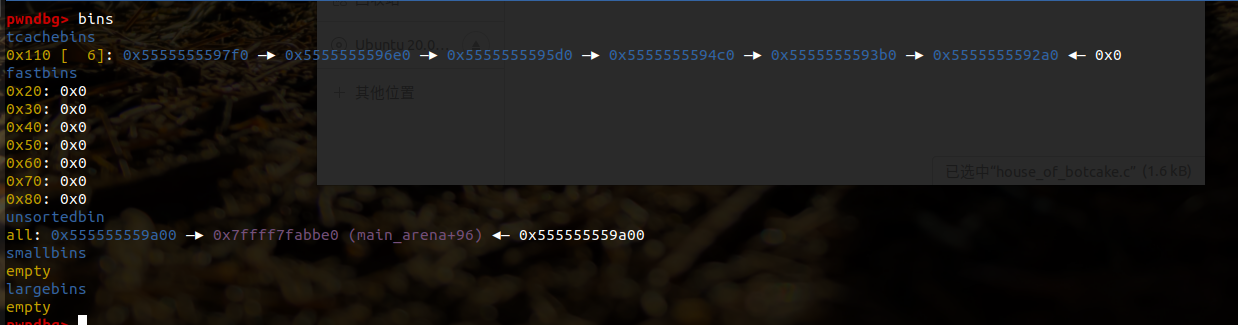 pwndbg> bins
tcachebins
0x110 [  6]: 0x5555555597f0 —▸ 0x5555555596e0 —▸ 0x5555555595d0 —▸ 0x5555555594c0 —▸ 0x5555555593b0 —▸ 0x5555555592a0 ◂— 0x0
fastbins
Ubuntu 20.0...
0x20: 0x0
0x30: 0x0
+ 其他位置
0x40: 0x0
0x50: 0x0
0x60: 0x0
0x70: 0x0
已选中"house_of_botcake.c" (1.6 kB)
0x80: 0x0
unsortedbin
all: 0x555555559a00 —▸ 0x7ffff7fabbe0 (main_arena+96) ◂— 0x555555559a00
smallbins
empty
largebins
empty
pwndbg>